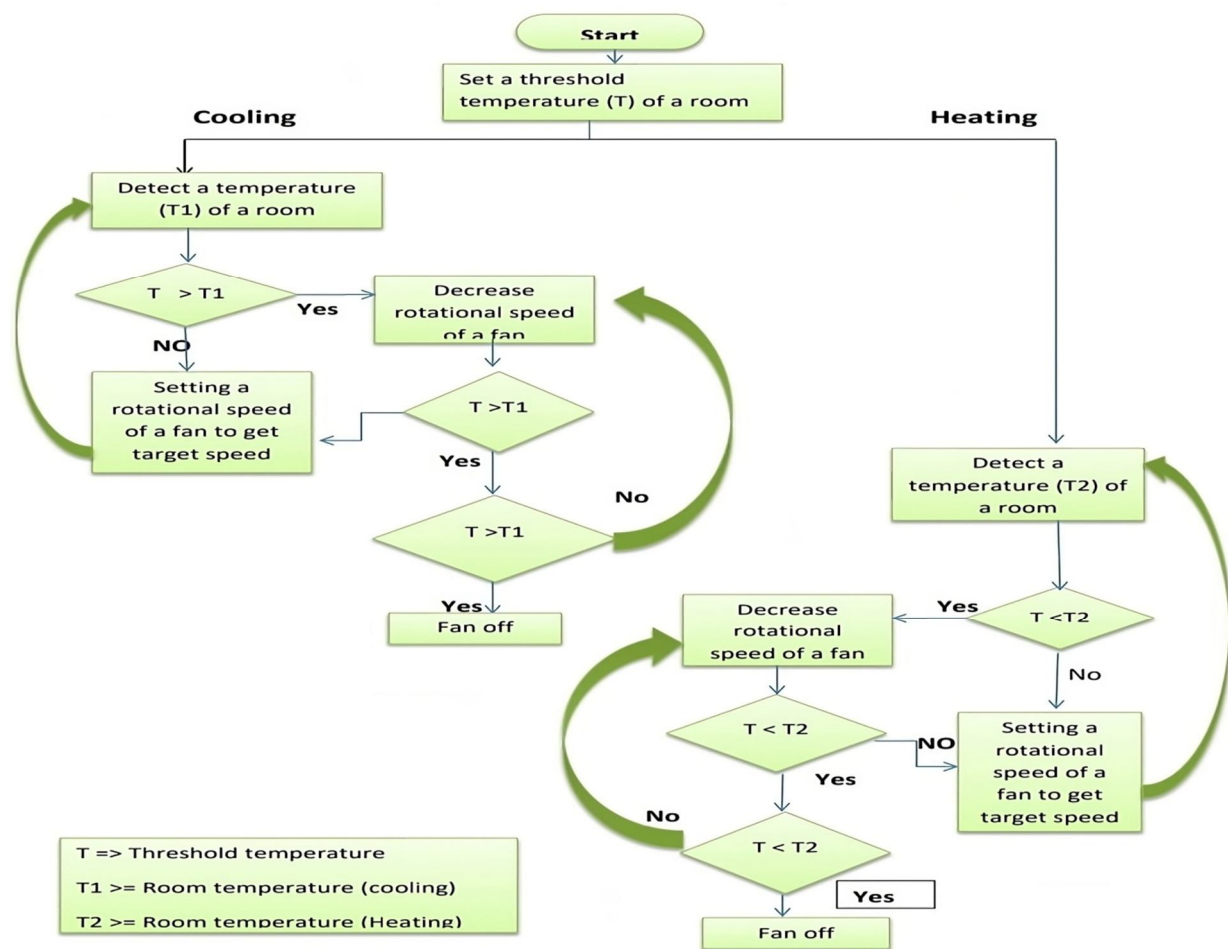 Start
Set a threshold
temperature (T) of a room
Cooling
Heating
Detect a temperature
(T1) of a room
T > T1
Yes
Decrease
rotational speed
of a fan
NO
Setting a
rotational speed
of a fan to get
target speed
T >T1
Yes
No
T >T1
Yes
Fan off
Detect a
temperature (T2) of
a room
T <T2
Yes
Decrease
rotational
speed of a fan
No
T < T2
NO
Setting a
rotational
speed of a
fan to get
target speed
Yes
No
T < T2
Yes
Fan off
T => Threshold temperature
T1 >= Room temperature (cooling)
T2 >= Room temperature (Heating)